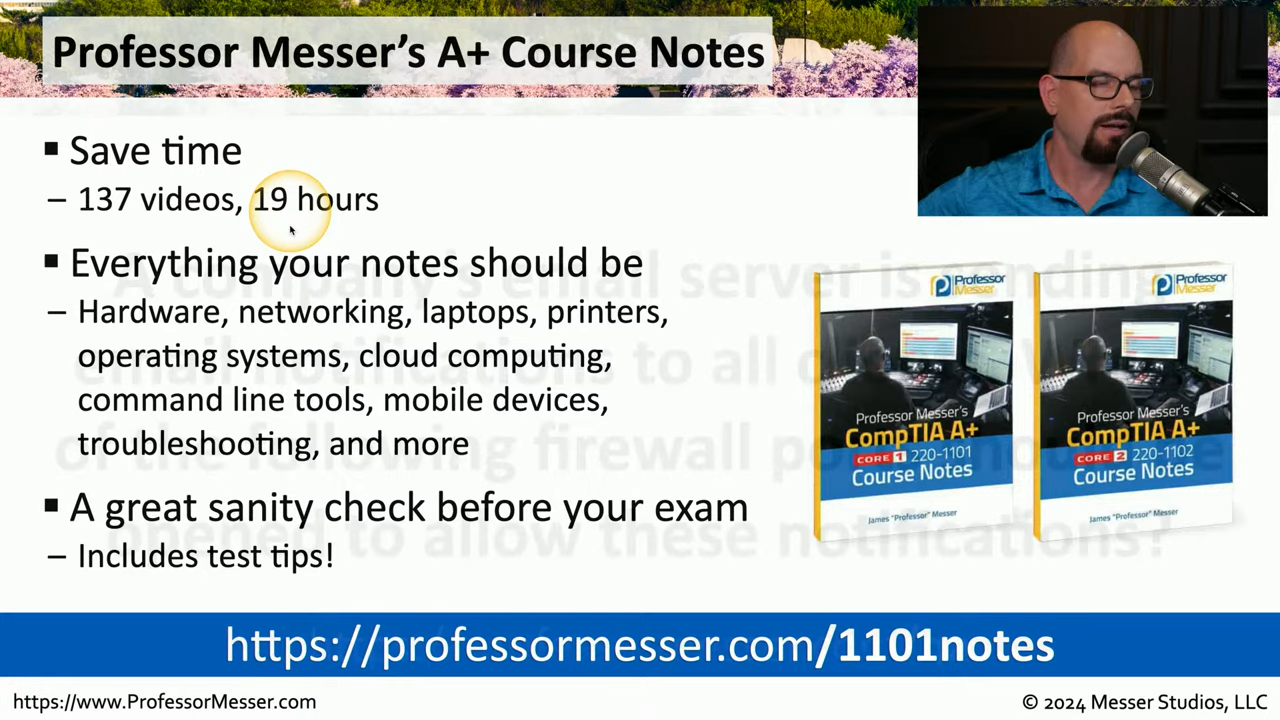 Professor Messer's A+ Course Notes
▪ Save time
– 137 videos, 19 hours
▪ Everything your notes should be
– Hardware, networking, laptops, printers,
operating systems, cloud computing,
command line tools, mobile devices,
troubleshooting, and more
▪ A great sanity check before your exam
– Includes test tips!
Professor
Messer
Professor Messer's
CompTIA A+
CORE 1 220-1101
Course Notes
James "Professor" Messer
Professor
Messer
Professor Messer's
CompTIA A+
CORE 2 220-1102
Course Notes
James "Professor" Messer
https://professormesser.com/1101notes
https://www.ProfessorMesser.com
© 2024 Messer Studios, LLC